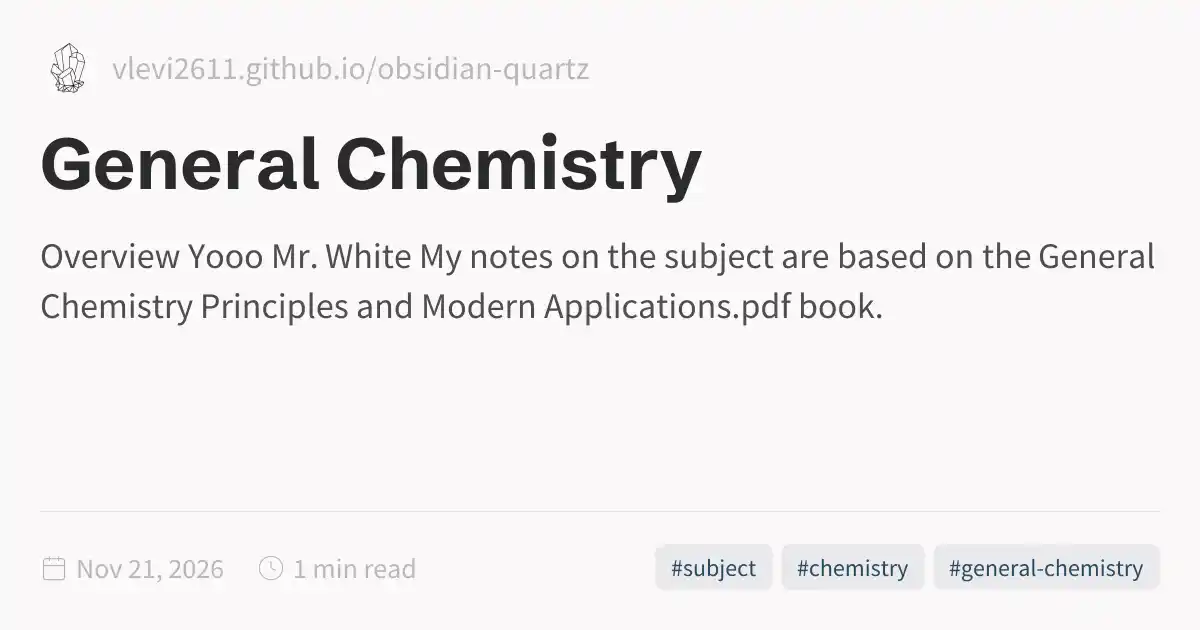 vlevi2611.github.io/obsidian-quartz
General Chemistry
Overview Yooo Mr. White My notes on the subject are based on the General
Chemistry Principles and Modern Applications.pdf book.
Nov 21, 2026 1 min read #subject #chemistry #general-chemistry